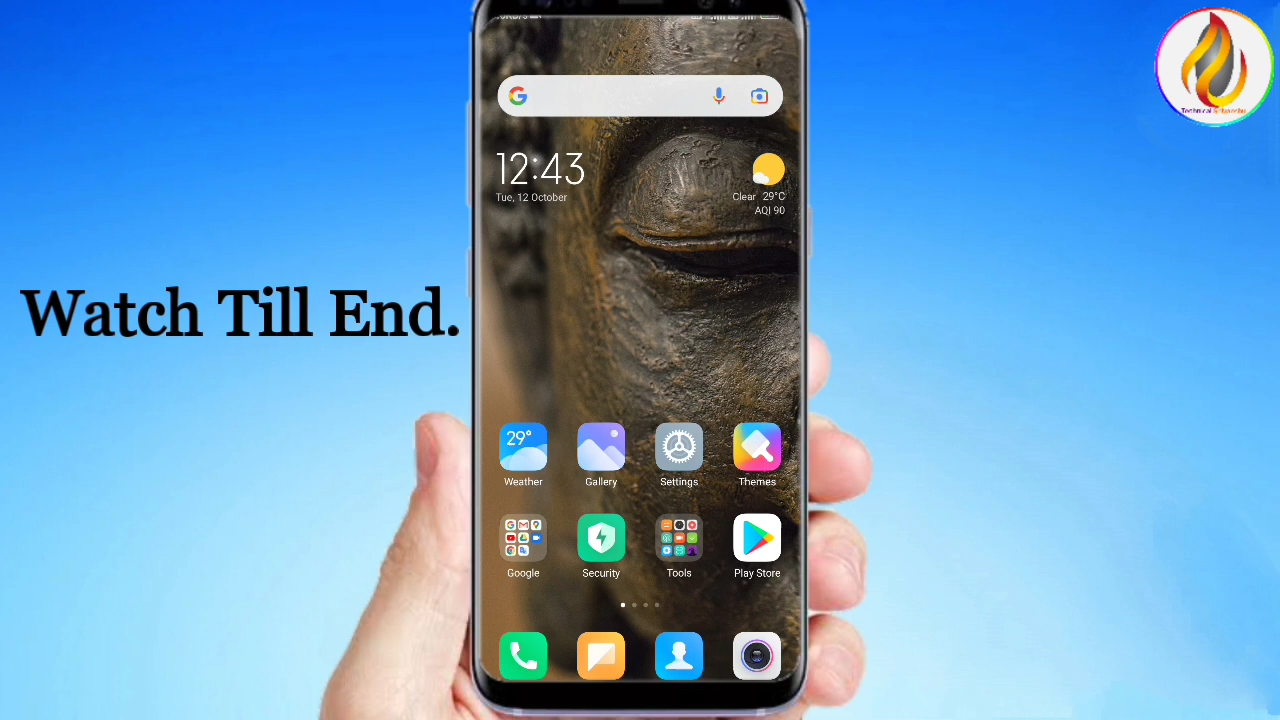 12:43
Tue, 12 October
Clear 29°C
AQI 90
Watch Till End.
29°
Weather
Gallery
Settings
Themes
Google
Security
Tools
Play Store